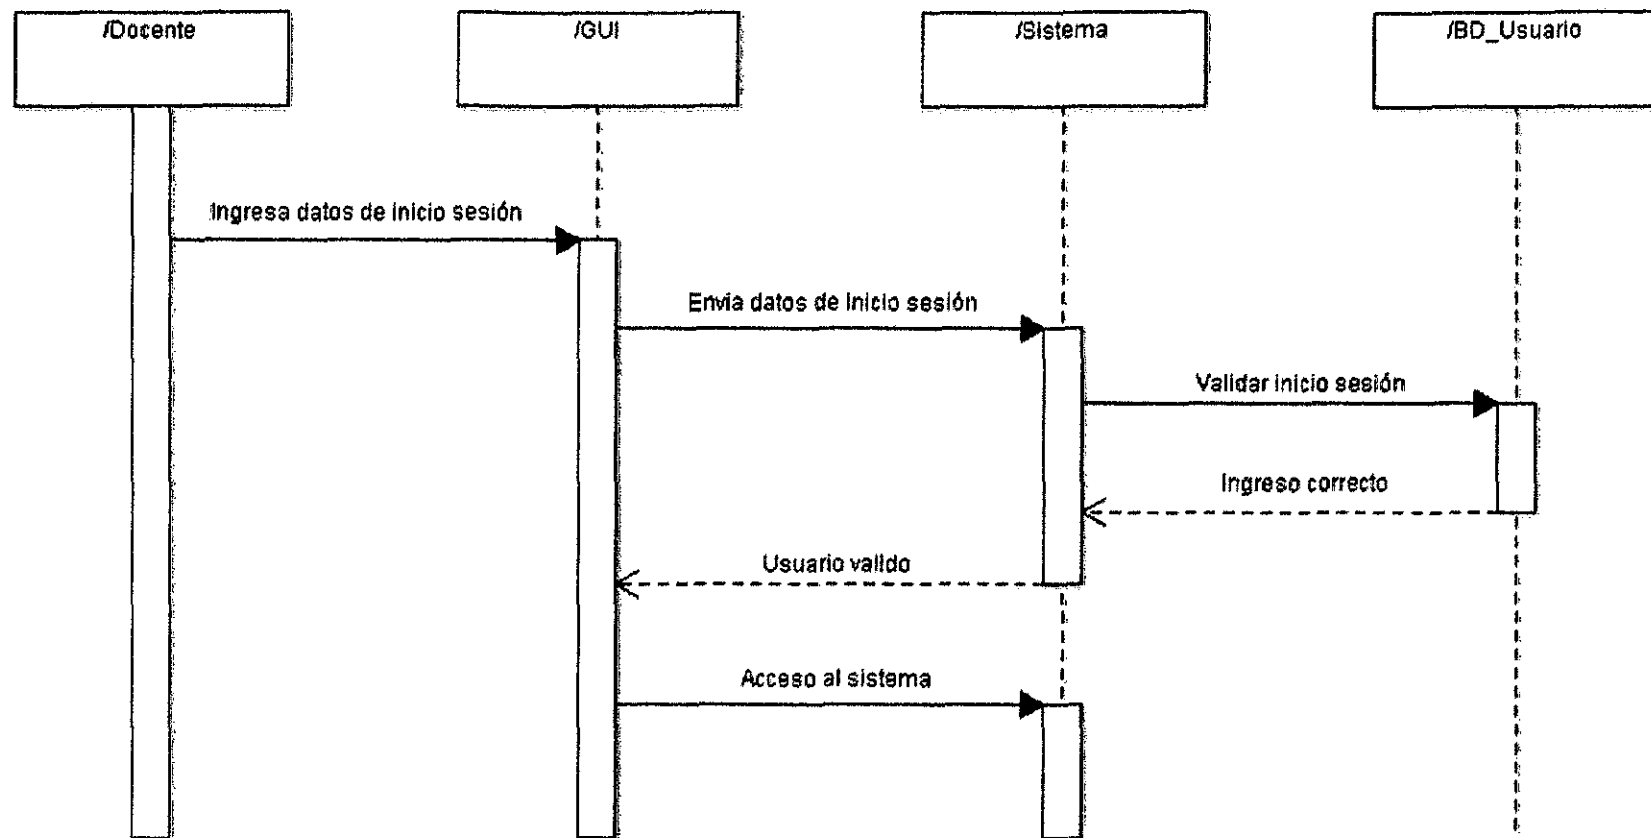 /Docente
/GUI
/Sistema
/BD_Usuario
Ingresa datos de inicio sesión
Envia datos de inicio sesión
Validar inicio sesión
Ingreso correcto
Usuario valido
Acceso al sistema